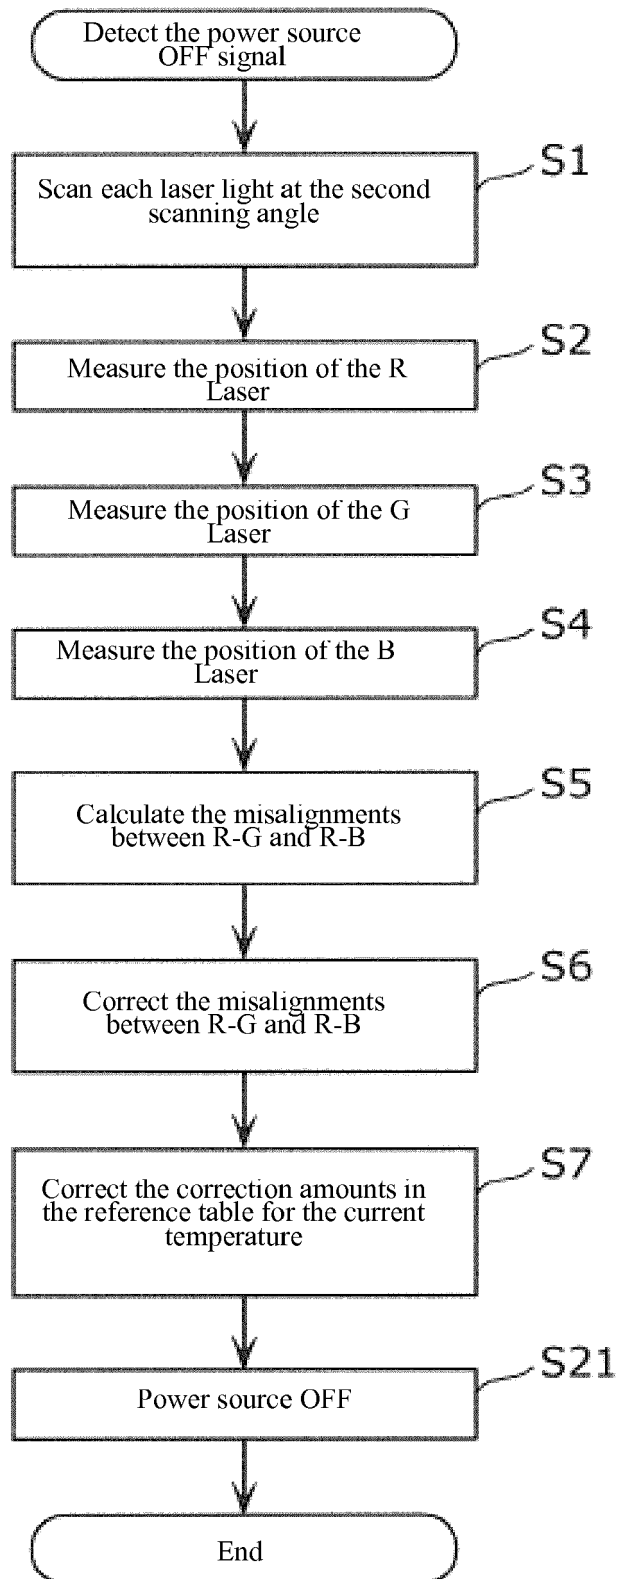 Detect the power source
OFF signal
S1
Scan each laser light at the second
scanning angle
S2
Measure the position of the R
Laser
S3
Measure the position of the G
Laser
S4
Measure the position of the B
Laser
S5
Calculate the misalignments
between R-G and R-B
S6
Correct the misalignments
between R-G and R-B
S7
Correct the correction amounts in
the reference table for the current
temperature
S21
Power source OFF
End